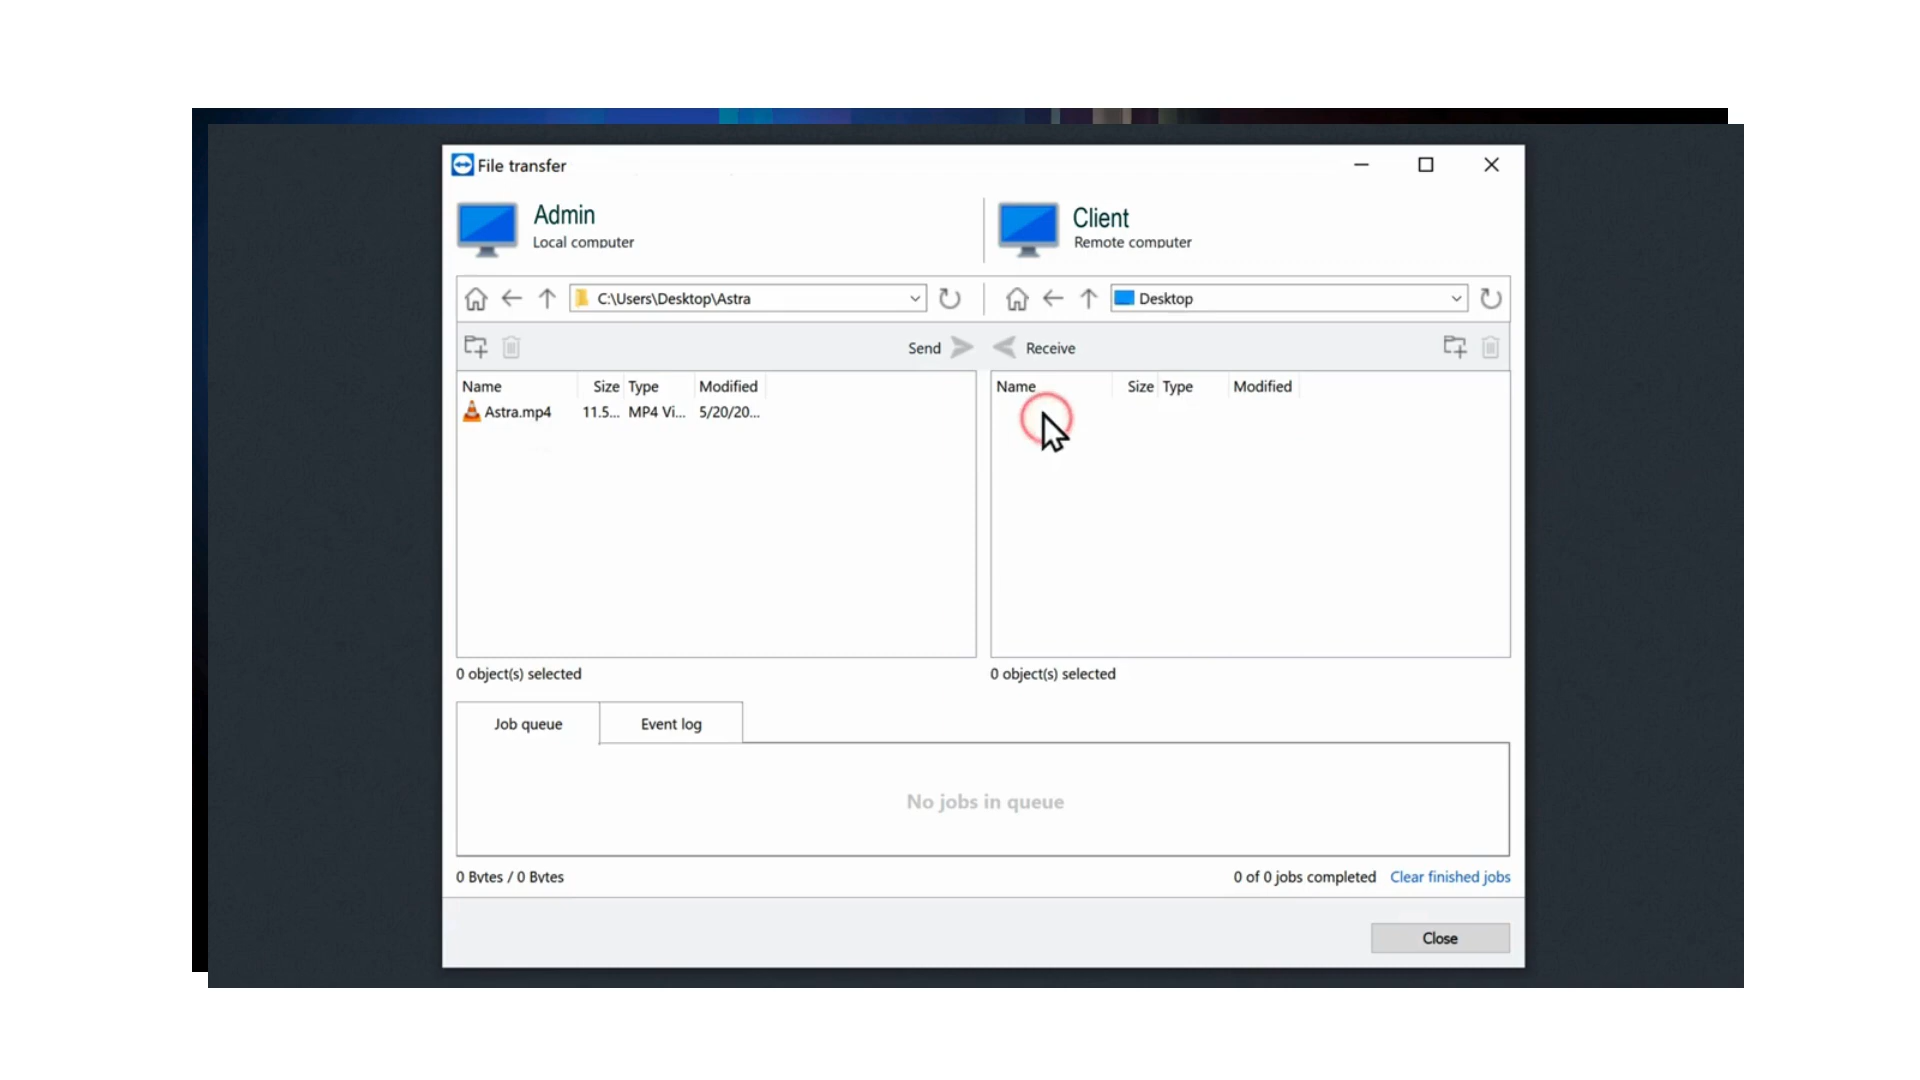 File transfer
Admin
Local computer
Client
Remote computer
C:\Users\Desktop\Astra
Desktop
Send
Receive
Name Size Type Modified
Astra.mp4 11.5... MP4 Vi... 5/20/20...
Name Size Type Modified
0 object(s) selected
0 object(s) selected
Job queue
Event log
No jobs in queue
0 Bytes / 0 Bytes
0 of 0 jobs completed
Clear finished jobs
Close